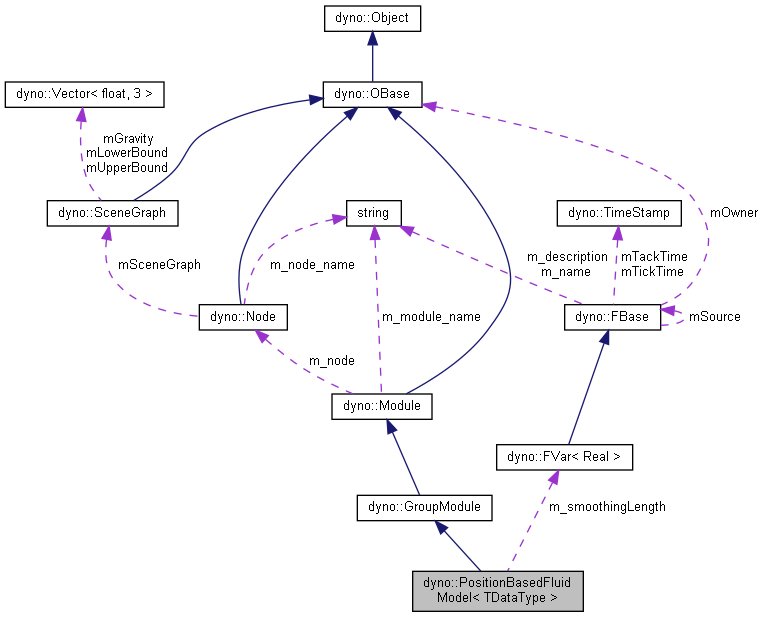 dyno::Object
dyno::Vector< float, 3 >
dyno::OBase
mGravity
mLowerBound
mUpperBound
dyno::SceneGraph
string
dyno::TimeStamp
mOwner
mSceneGraph
m_node_name
m_description
m_name
mTackTime
mTickTime
dyno::Node
m_module_name
dyno::FBase
mSource
m_node
dyno::Module
dyno::FVar< Real >
dyno::GroupModule
m_smoothingLength
dyno::PositionBasedFluid
Model< TDataType >